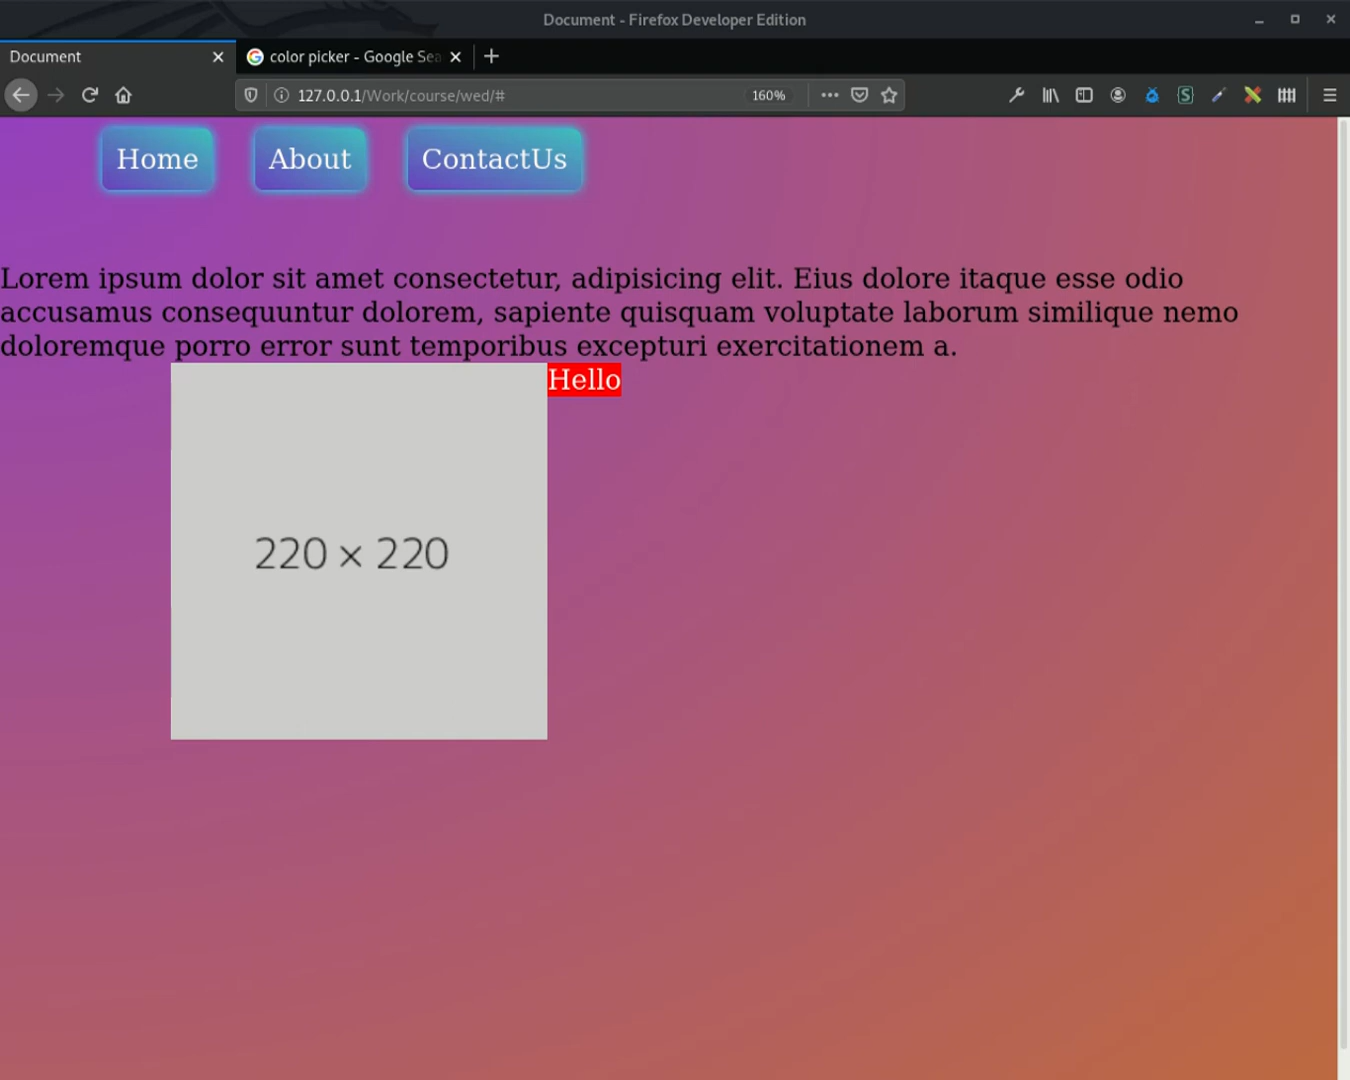 Document - Firefox Developer Edition
Document
color picker - Google Sea
127.0.0.1/Work/course/wed/#
160%
Home
About
ContactUs
Lorem ipsum dolor sit amet consectetur, adipisicing elit. Eius dolore itaque esse odio
accusamus consequuntur dolorem, sapiente quisquam voluptate laborum similique nemo
doloremque porro error sunt temporibus excepturi exercitationem a.
Hello
220 × 220